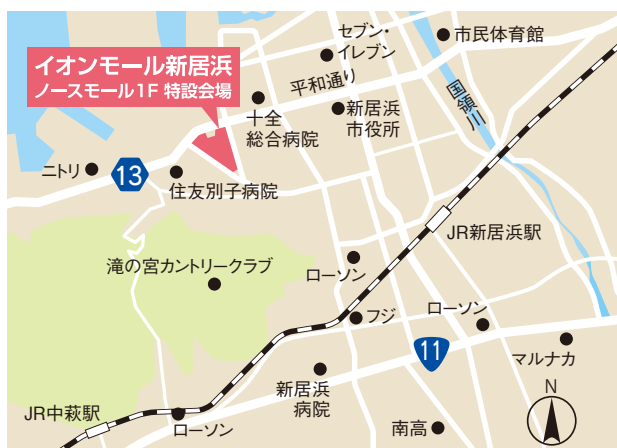 イオンモール新居浜
ノースモール1F 特設会場
セブン・
イレブン
市民体育館
平和通り
国領川
十全
総合病院
新居浜
市役所
ニトリ
13
住友別子病院
JR新居浜駅
滝の宮カントリークラブ
ローソン
フジ
ローソン
11
マルナカ
新居浜
病院
JR中萩駅
ローソン
南高
N